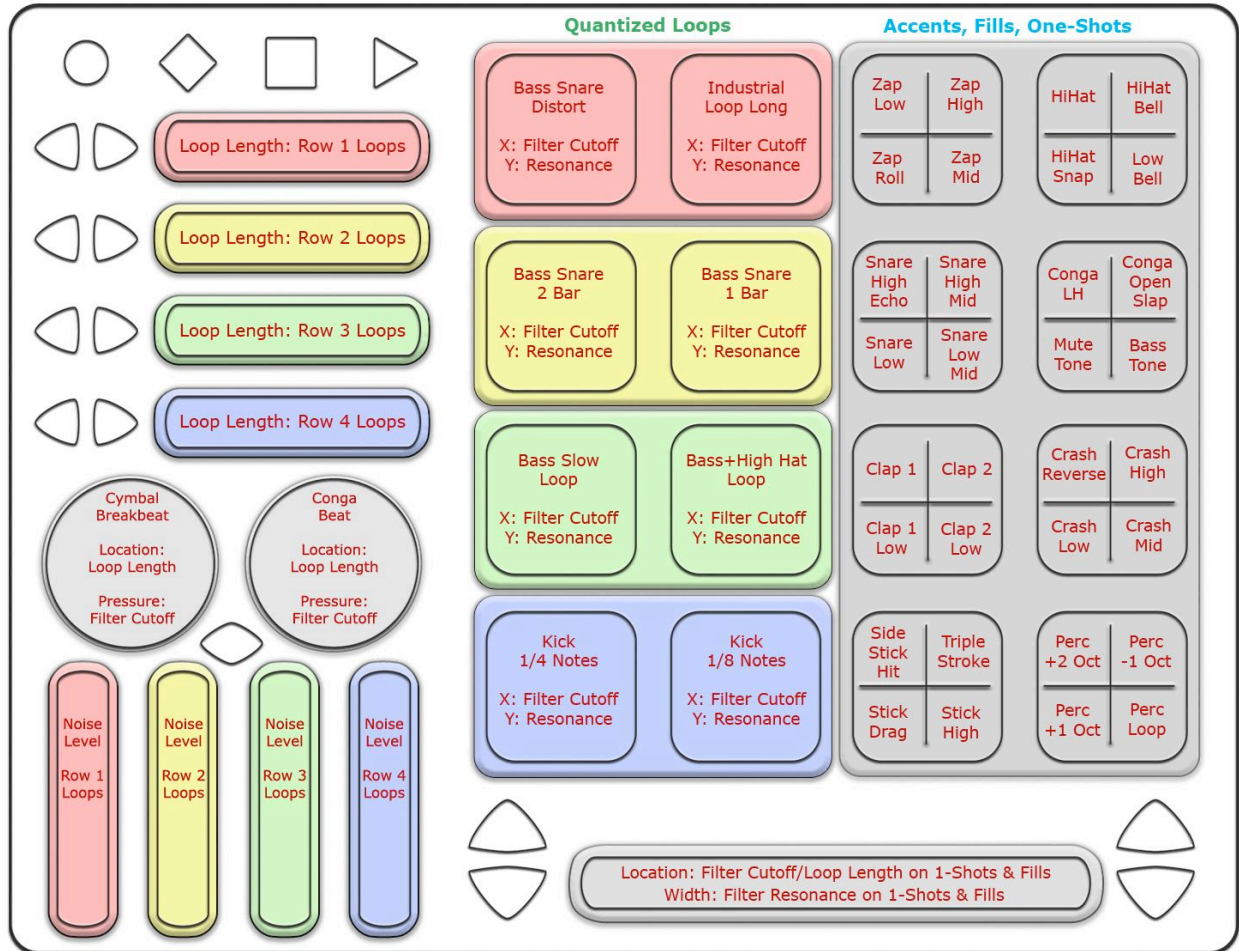 Quantized Loops
Accents, Fills, One-Shots
Loop Length: Row 1 Loops
Loop Length: Row 2 Loops
Loop Length: Row 3 Loops
Loop Length: Row 4 Loops
Cymbal
Breakbeat
Location:
Loop Length
Pressure:
Filter Cutoff
Conga
Beat
Location:
Loop Length
Pressure:
Filter Cutoff
Noise
Level
Row 1
Loops
Noise
Level
Row 2
Loops
Noise
Level
Row 3
Loops
Noise
Level
Row 4
Loops
Bass Snare
Distort
X: Filter Cutoff
Y: Resonance
Industrial
Loop Long
X: Filter Cutoff
Y: Resonance
Bass Snare
2 Bar
X: Filter Cutoff
Y: Resonance
Bass Snare
1 Bar
X: Filter Cutoff
Y: Resonance
Bass Slow
Loop
X: Filter Cutoff
Y: Resonance
Bass+High Hat
Loop
X: Filter Cutoff
Y: Resonance
Kick
1/4 Notes
X: Filter Cutoff
Y: Resonance
Kick
1/8 Notes
X: Filter Cutoff
Y: Resonance
Zap
Low
Zap
High
Zap
Roll
Zap
Mid
HiHat
HiHat
Bell
HiHat
Snap
Low
Bell
Snare
High
Echo
Snare
High
Mid
Snare
Low
Snare
Low
Mid
Conga
LH
Conga
Open
Slap
Mute
Tone
Bass
Tone
Clap 1
Clap 2
Clap 1
Low
Clap 2
Low
Crash
Reverse
Crash
High
Crash
Low
Crash
Mid
Side
Stick
Hit
Triple
Stroke
Stick
Drag
Stick
High
Perc
+2 Oct
Perc
-1 Oct
Perc
+1 Oct
Perc
Loop
Location: Filter Cutoff/Loop Length on 1-Shots & Fills
Width: Filter Resonance on 1-Shots & Fills